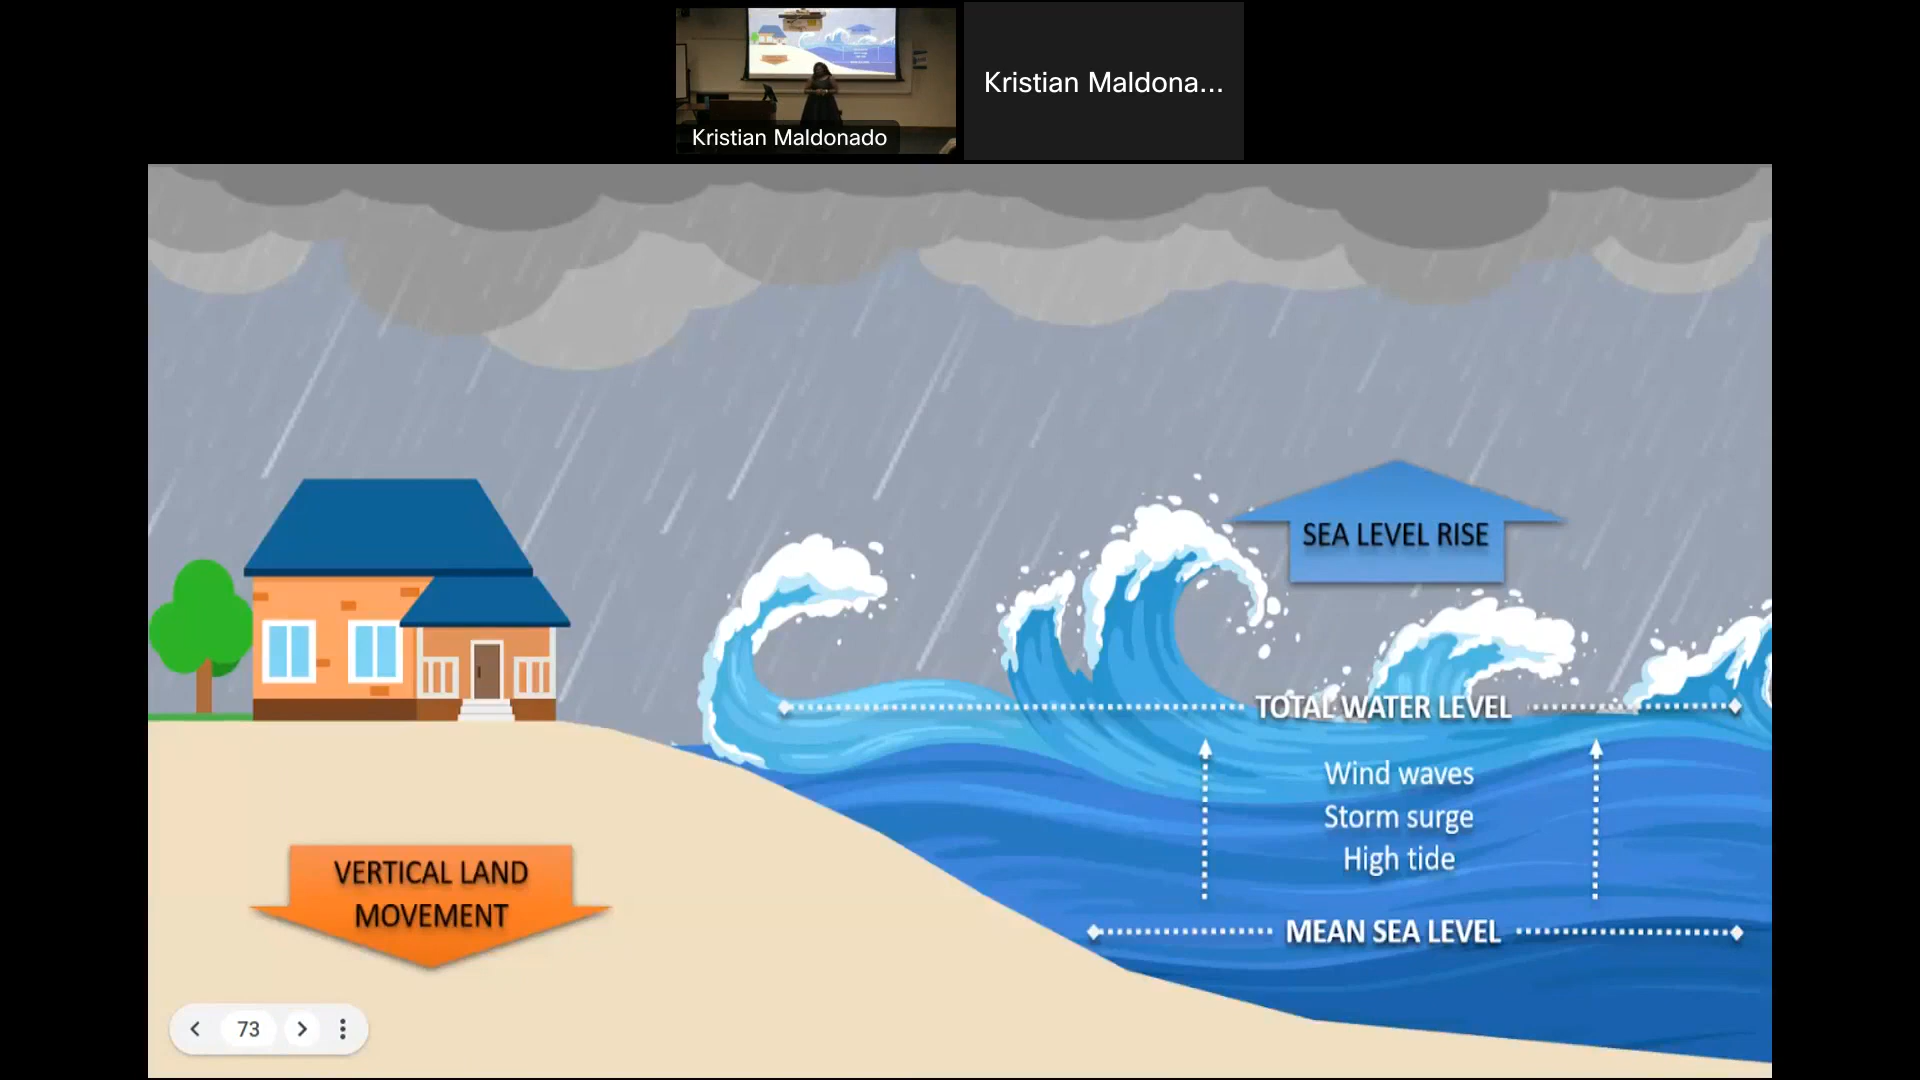 Kristian Maldonado
Kristian Maldona...
SEA LEVEL RISE
TOTAL WATER LEVEL
Wind waves
Storm surge
High tide
MEAN SEA LEVEL
VERTICAL LAND
MOVEMENT
73